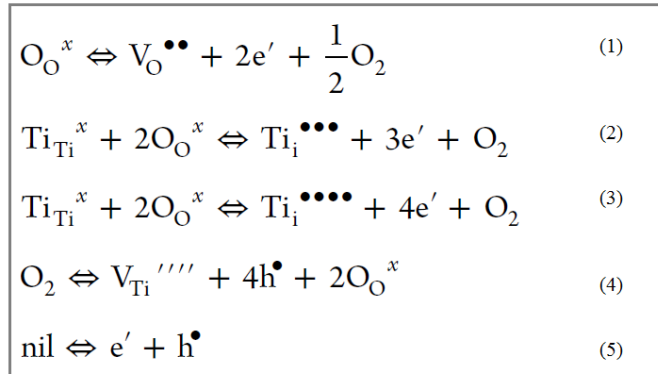 O_O^x ⇔ V_O^•• + 2e′ + 1/2 O_2 (1)
Ti_Ti^x + 2O_O^x ⇔ Ti_i^••• + 3e′ + O_2 (2)
Ti_Ti^x + 2O_O^x ⇔ Ti_i^•••• + 4e′ + O_2 (3)
O_2 ⇔ V_Ti^′′′′ + 4h^• + 2O_O^x (4)
nil ⇔ e′ + h^• (5)